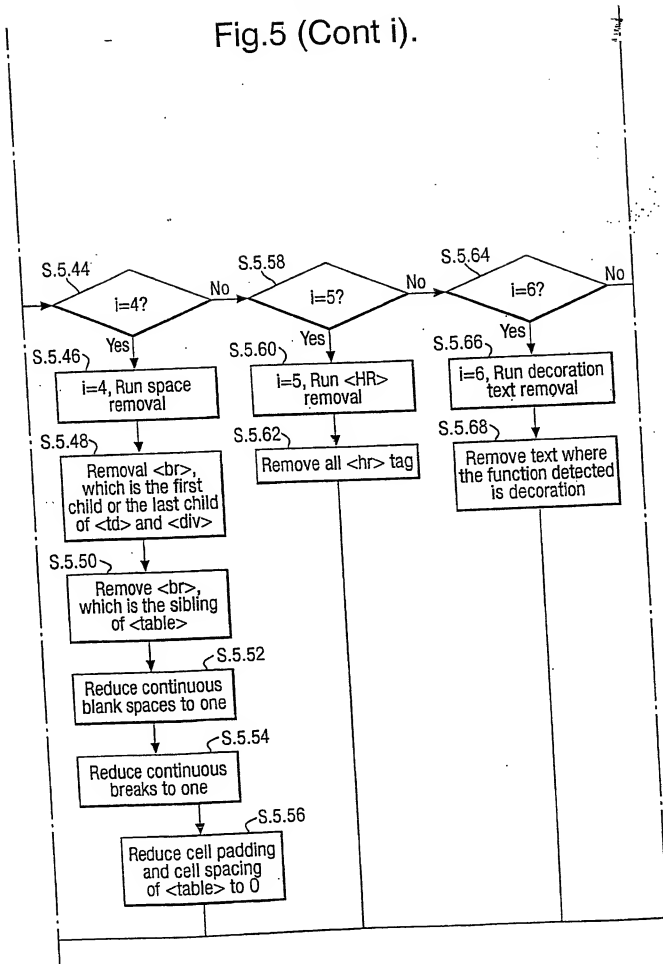 Fig.5 (Cont i).
S.5.44
i=4?
No
Yes
S.5.46
i=4, Run space
removal
S.5.48
Removal <br>,
which is the first
child or the last child
of <td> and <div>
S.5.50
Remove <br>,
which is the sibling
of <table>
S.5.52
Reduce continuous
blank spaces to one
S.5.54
Reduce continuous
breaks to one
S.5.56
Reduce cell padding
and cell spacing
of <table> to 0
S.5.58
i=5?
No
Yes
S.5.60
i=5, Run <HR>
removal
S.5.62
Remove all <hr> tag
S.5.64
i=6?
No
Yes
S.5.66
i=6, Run decoration
text removal
S.5.68
Remove text where
the function detected
is decoration